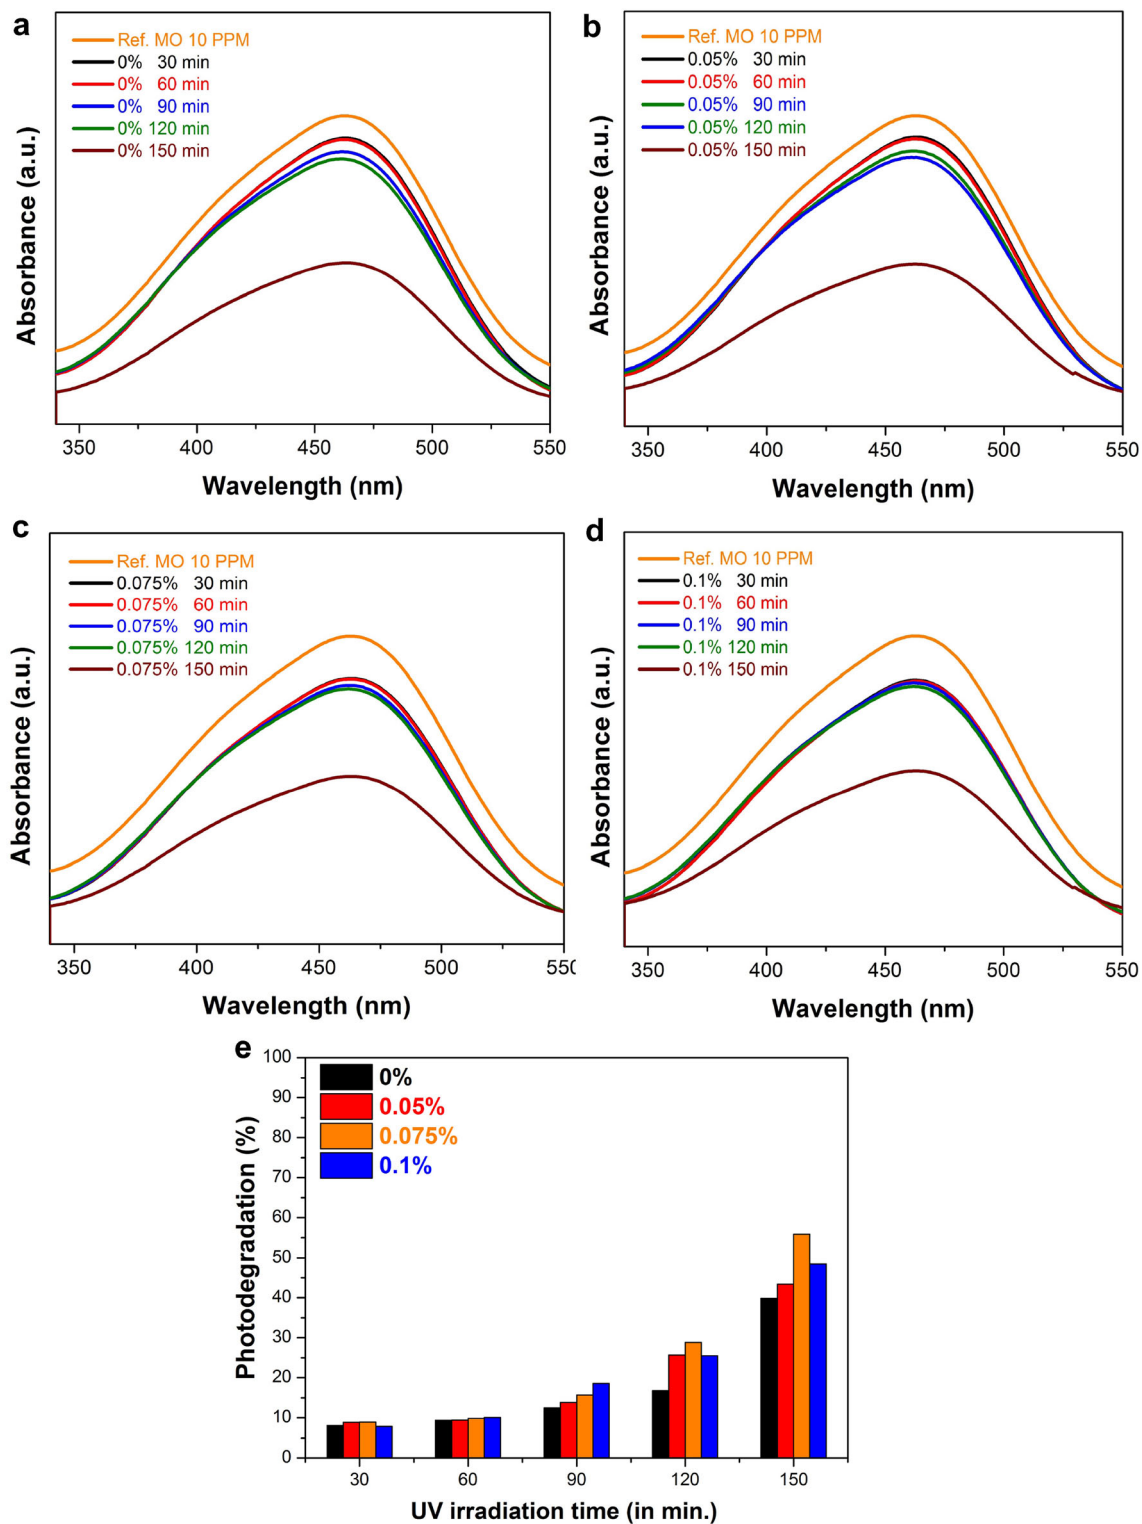 a
Ref. MO 10 PPM
0% 30 min
0% 60 min
0% 90 min
0% 120 min
0% 150 min
Absorbance (a.u.)
350 400 450 500 550
Wavelength (nm)
b
Ref. MO 10 PPM
0.05% 30 min
0.05% 60 min
0.05% 90 min
0.05% 120 min
0.05% 150 min
Absorbance (a.u.)
350 400 450 500 550
Wavelength (nm)
c
Ref. MO 10 PPM
0.075% 30 min
0.075% 60 min
0.075% 90 min
0.075% 120 min
0.075% 150 min
Absorbance (a.u.)
350 400 450 500 550
Wavelength (nm)
d
Ref. MO 10 PPM
0.1% 30 min
0.1% 60 min
0.1% 90 min
0.1% 120 min
0.1% 150 min
Absorbance (a.u.)
350 400 450 500 550
Wavelength (nm)
e
0%
0.05%
0.075%
0.1%
Photodegradation (%)
100
90
80
70
60
50
40
30
20
10
0
30 60 90 120 150
UV irradiation time (in min.)